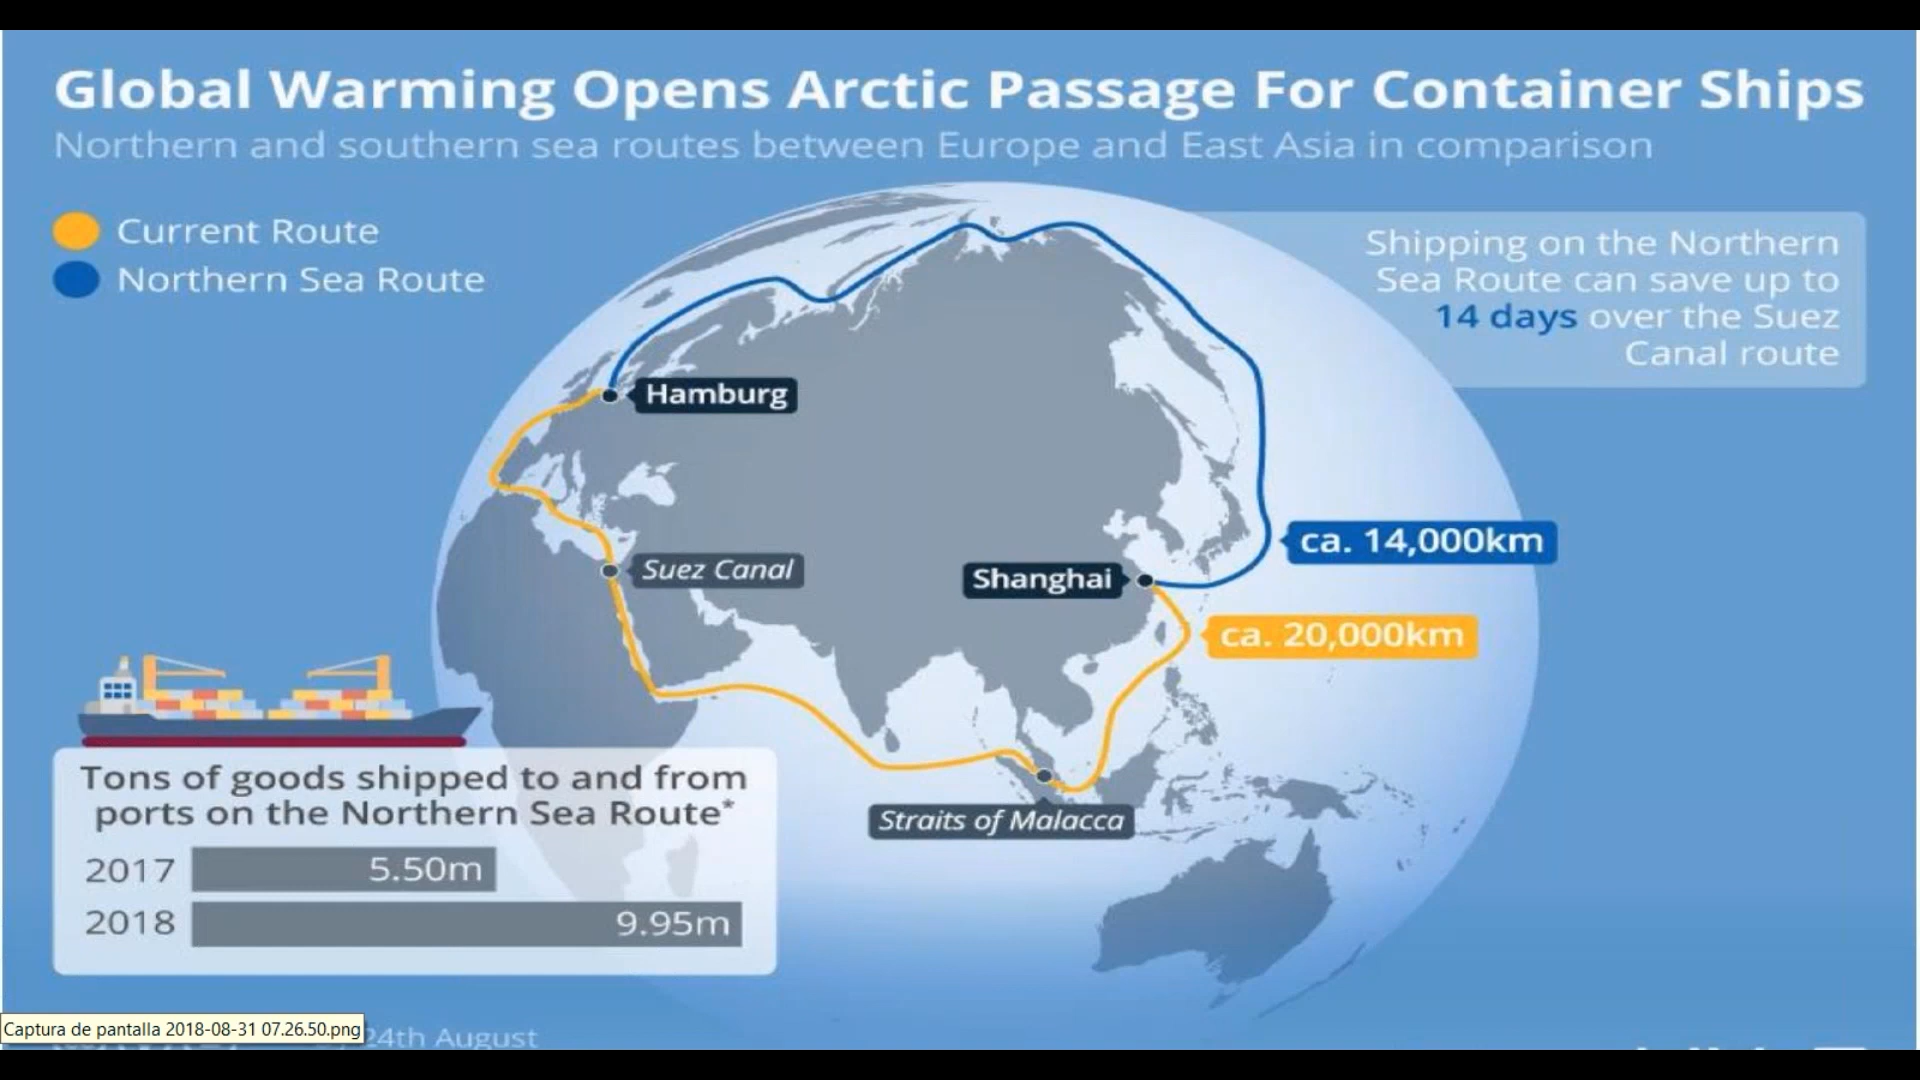 Global Warming Opens Arctic Passage For Container Ships
Northern and southern sea routes between Europe and East Asia in comparison
Current Route
Northern Sea Route
Shipping on the Northern
Sea Route can save up to
14 days over the Suez
Canal route
Hamburg
ca. 14,000km
Suez Canal
Shanghai
ca. 20,000km
Straits of Malacca
Tons of goods shipped to and from
ports on the Northern Sea Route*
2017 5.50m
2018 9.95m
Captura de pantalla 2018-08-31 07.26.50.png
24th August